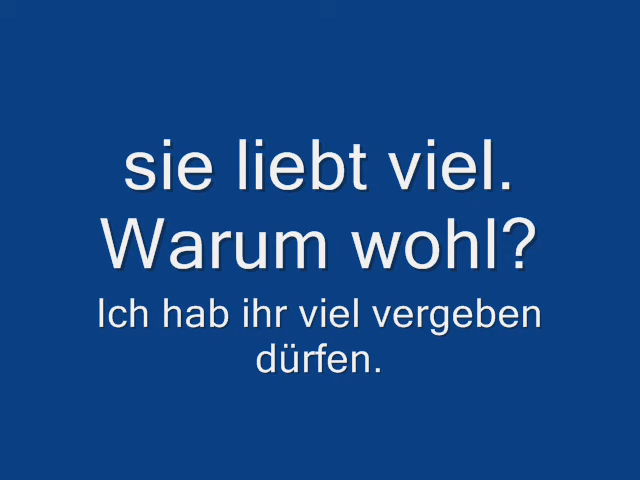 sie liebt viel.
Warum wohl?
Ich hab ihr viel vergeben
dürfen.